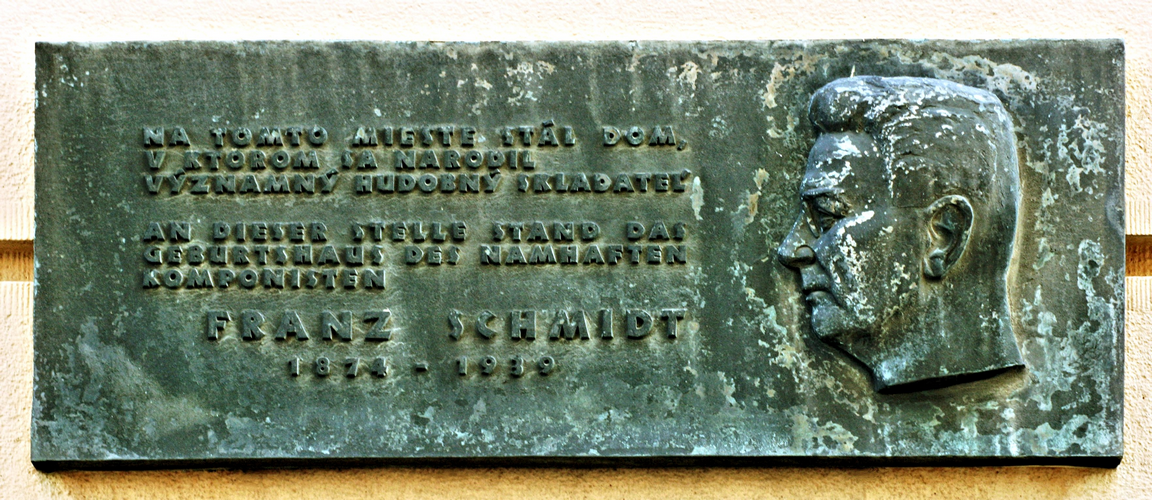 NA TOMTO MIESTE STÁL DOM,
V KTOROM SA NARODIL
VÝZNAMNÝ HUDOBNÝ SKLADATEĽ
AN DIESER STELLE STAND DAS
GEBURTSHAUS DES NAMHAFTEN
KOMPONISTEN
FRANZ SCHMIDT
1874 - 1939